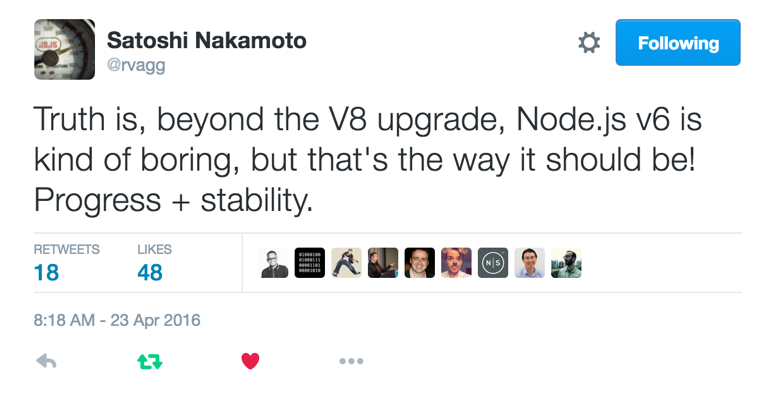 Satoshi Nakamoto
@rvagg
Following
Truth is, beyond the V8 upgrade, Node.js v6 is
kind of boring, but that's the way it should be!
Progress + stability.
RETWEETS LIKES
18 48
N|S
8:18 AM - 23 Apr 2016